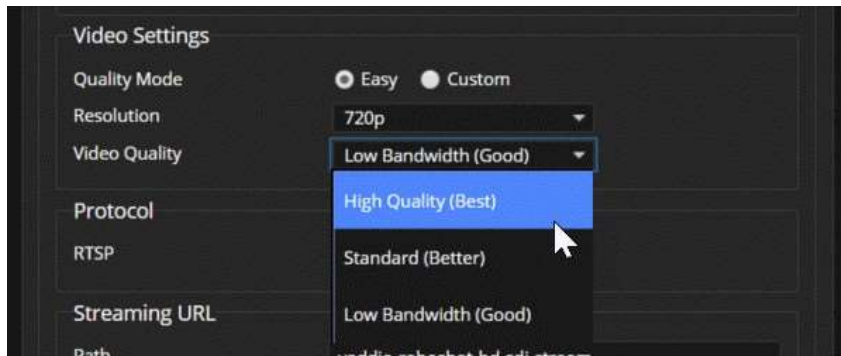 Video Settings
Quality Mode Easy Custom
Resolution 720p
Video Quality Low Bandwidth (Good)
High Quality (Best)
Protocol
RTSP Standard (Better)
Streaming URL Low Bandwidth (Good)
Path